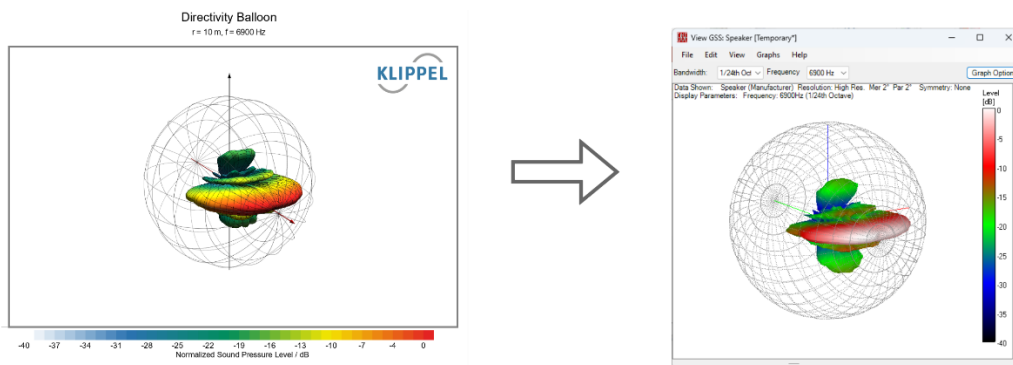 Directivity Balloon
r = 10 m, f = 6900 Hz
KLIPPEL
-40 -37 -34 -31 -28 -25 -22 -19 -16 -13 -10 -7 -4 0
Normalized Sound Pressure Level / dB
View GSS: Speaker [Temporary*]
File Edit View Graphs Help
Bandwidth: 1/24th Oct Frequency: 6900 Hz Graph Option
Data Shown: Speaker (Manufacturer) Resolution: High Res. Mer 2° Par 2° Symmetry: None
Display Parameters: Frequency: 6900Hz (1/24th Octave)
Level
[dB]
0
-5
-10
-15
-20
-25
-30
-35
-40